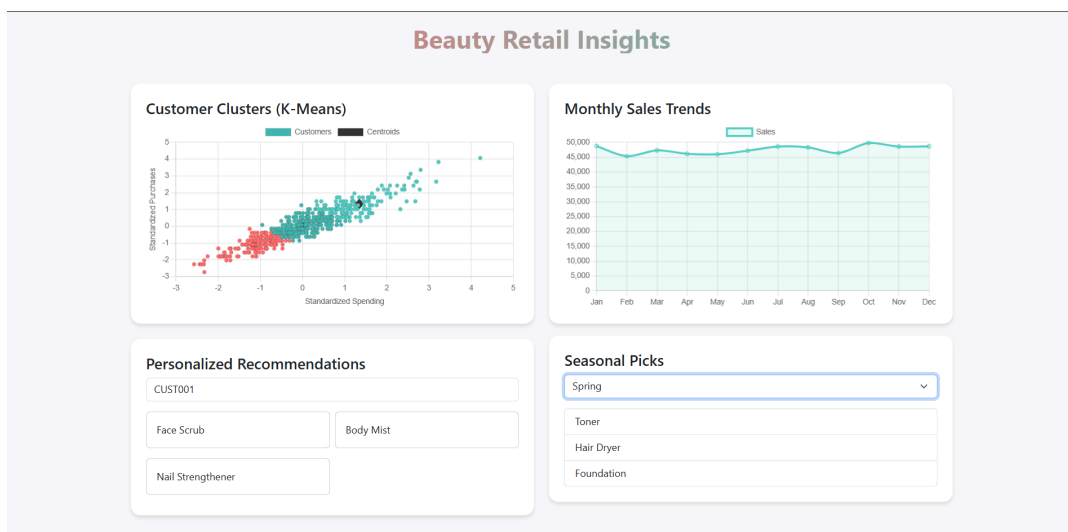 Beauty Retail Insights
Customer Clusters (K-Means)
Customers Centroids
5
4
3
2
1
0
-1
-2
-3
Standardized Purchases
-3 -2 -1 0 1 2 3 4 5
Standardized Spending
Monthly Sales Trends
Sales
50,000
45,000
40,000
35,000
30,000
25,000
20,000
15,000
10,000
5,000
0
Jan Feb Mar Apr May Jun Jul Aug Sep Oct Nov Dec
Personalized Recommendations
CUST001
Face Scrub Body Mist
Nail Strengthener
Seasonal Picks
Spring
Toner
Hair Dryer
Foundation